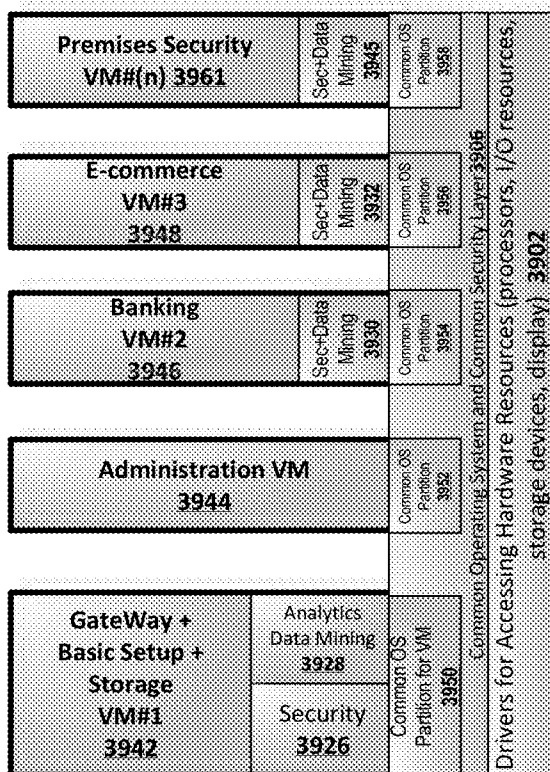 Premises Security
VM#(n) 3961
Sec+Data
Mining
3945
Common OS
Partition
3958
E-commerce
VM#3
3948
Sec+Data
Mining
3932
Common OS
Partition
3956
Banking
VM#2
3946
Sec+Data
Mining
3930
Common OS
Partition
3954
Administration VM
3944
Common OS
Partition
3952
GateWay +
Basic Setup +
Storage
VM#1
3942
Analytics
Data Mining
3928
Security
3926
Common OS
Partition for VM
3950
Common Operating System and Common Security Layer 3906
Drivers for Accessing Hardware Resources (processors, I/O resources,
storage devices, display) 3902